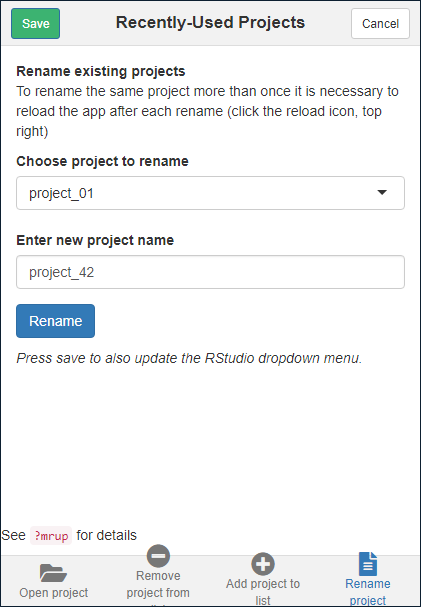 Save
Recently-Used Projects
Cancel
Rename existing projects
To rename the same project more than once it is necessary to
reload the app after each rename (click the reload icon, top
right)
Choose project to rename
project_01
Enter new project name
project_42
Rename
Press save to also update the RStudio dropdown menu.
See ?mrup for details
Open project
Remove
project from
Add project to
list
Rename
project